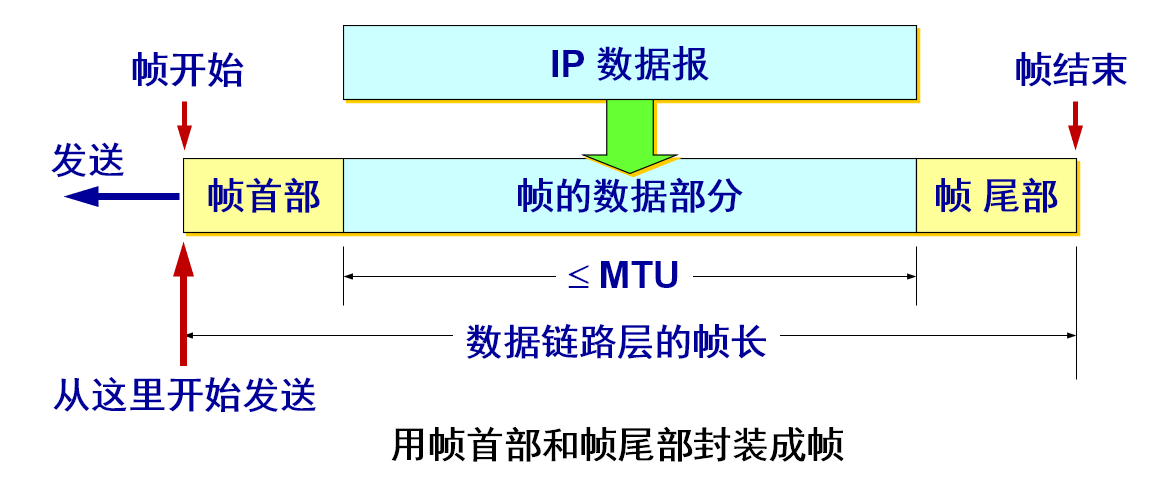 IP 数据报
帧开始
帧结束
发送
帧首部
帧的数据部分
帧 尾部
≤ MTU
数据链路层的帧长
从这里开始发送
用帧首部和帧尾部封装成帧